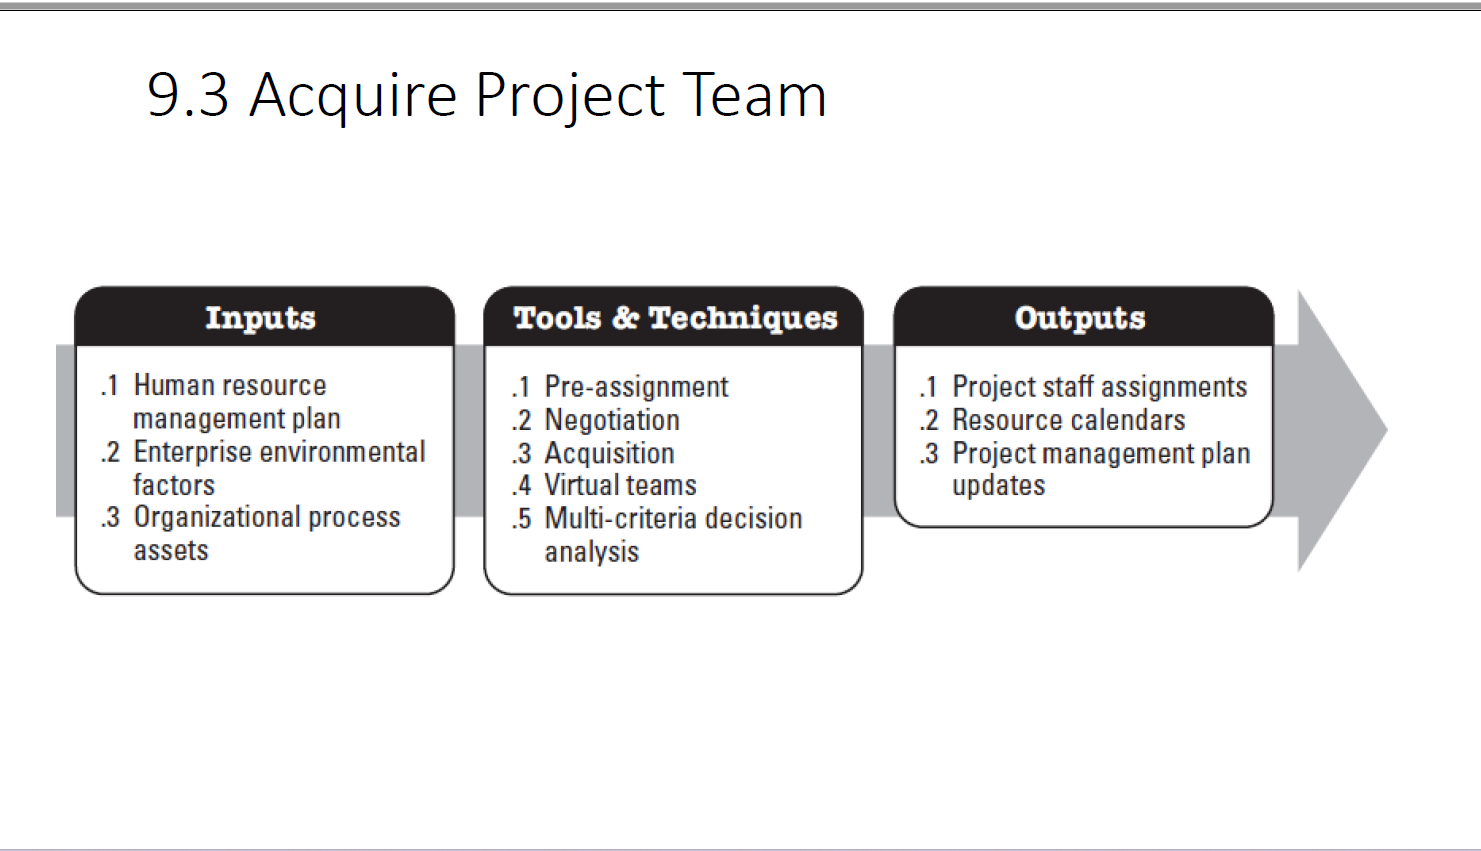 9.3 Acquire Project Team
Inputs
.1 Human resource
management plan
.2 Enterprise environmental
factors
.3 Organizational process
assets
Tools & Techniques
.1 Pre-assignment
.2 Negotiation
.3 Acquisition
.4 Virtual teams
.5 Multi-criteria decision
analysis
Outputs
.1 Project staff assignments
.2 Resource calendars
.3 Project management plan
updates